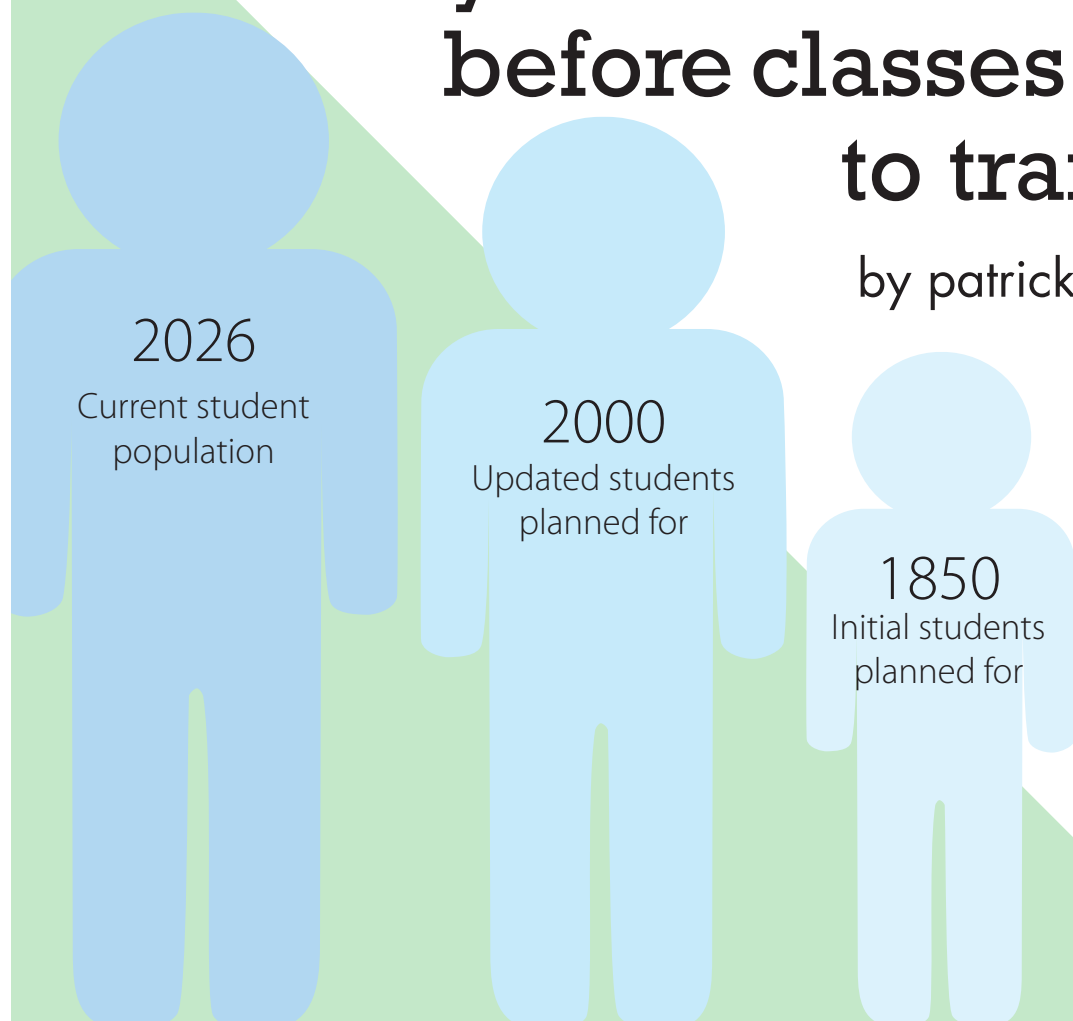 before classes
to
by patrick
2026
Current student
population
2000
Updated students
planned for
1850
Initial students
planned for